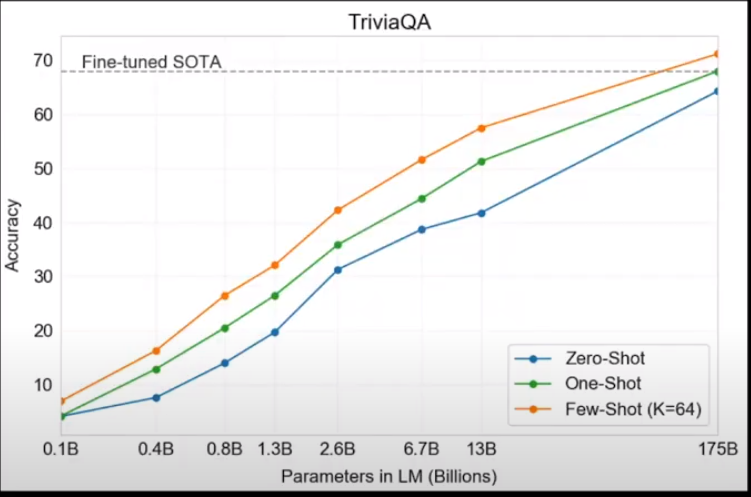 TriviaQA
70
Fine-tuned SOTA
60
50
40
30
20
10
Accuracy
Zero-Shot
One-Shot
Few-Shot (K=64)
0.1B 0.4B 0.8B 1.3B 2.6B 6.7B 13B 175B
Parameters in LM (Billions)